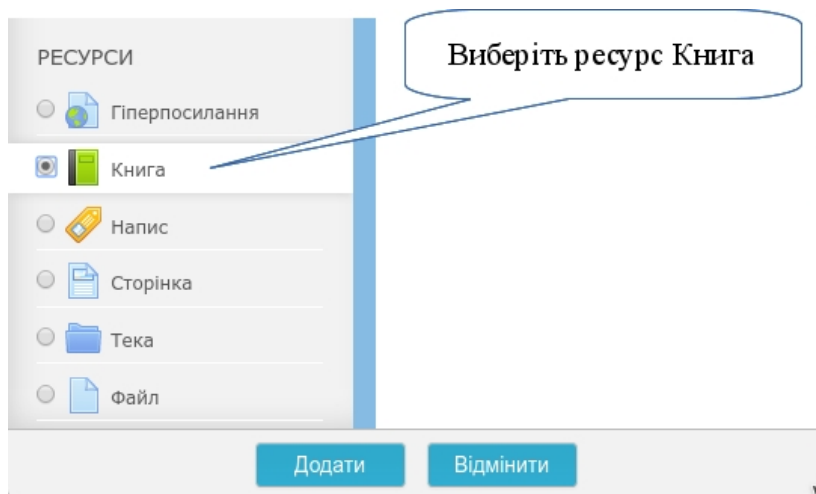 РЕСУРСИ
Виберіть ресурс Книга
Гіперпосилання
Книга
Напис
Сторінка
Тека
Файл
Додати
Відмінити